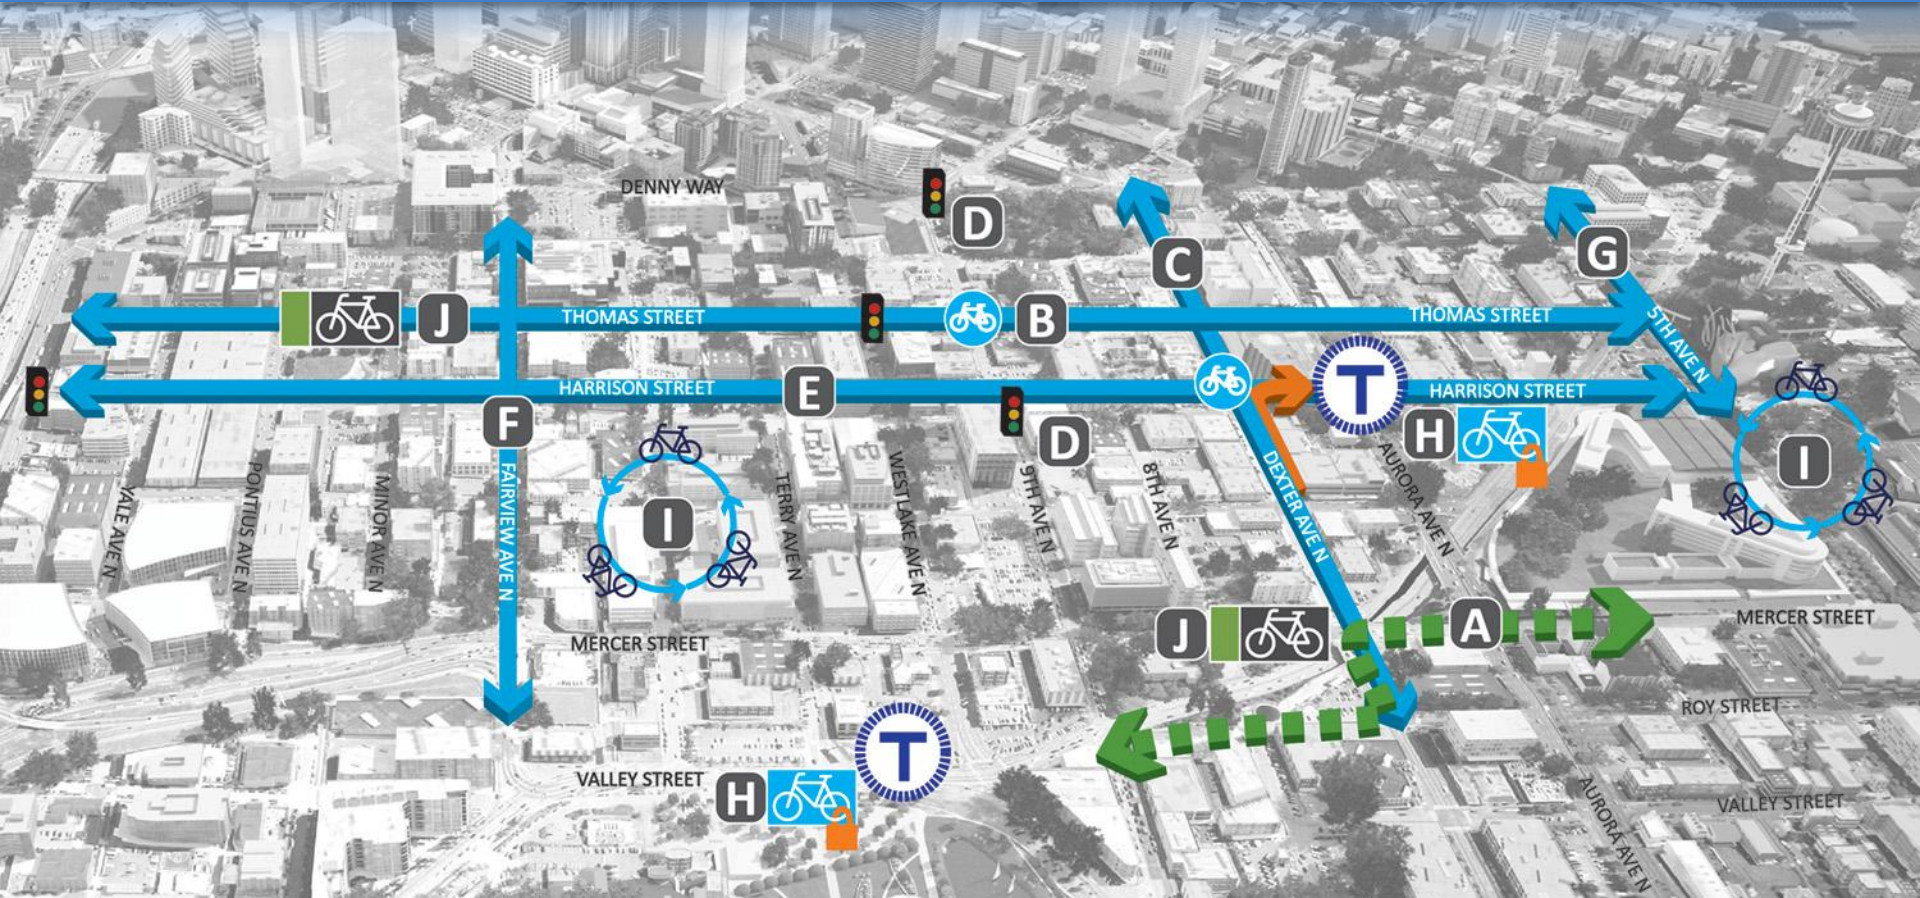 DENNY WAY
D
C
G
J
THOMAS STREET
B
THOMAS STREET
5TH AVE N
HARRISON STREET
E
T
HARRISON STREET
F
D
H
I
I
YALE AVE N
PONTIUS AVE N
MINOR AVE N
FAIRVIEW AVE N
TERRY AVE N
WESTLAKE AVE N
9TH AVE N
8TH AVE N
DEXTER AVE N
AURORA AVE N
J
A
MERCER STREET
MERCER STREET
ROY STREET
T
VALLEY STREET
H
VALLEY STREET
AURORA AVE N